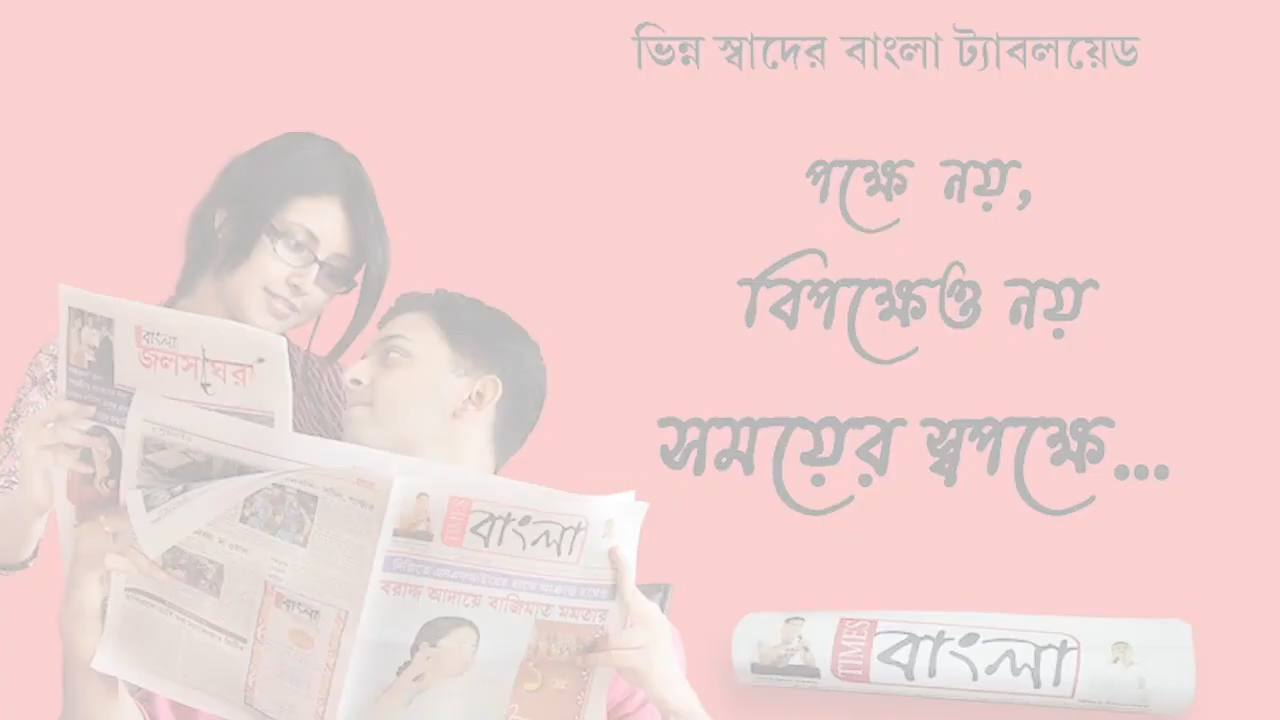 ভিন্ন স্বাদের বাংলা ট্যাবলয়েড
পক্ষে নয়,
বিপক্ষেও নয়
সময়ের স্বপক্ষে...
বাংলা
জলসাঘর
TIMES বাংলা
বরাদ্দ আদায়ে বাজিমাত মমতার
বাংলা
TIMES বাংলা